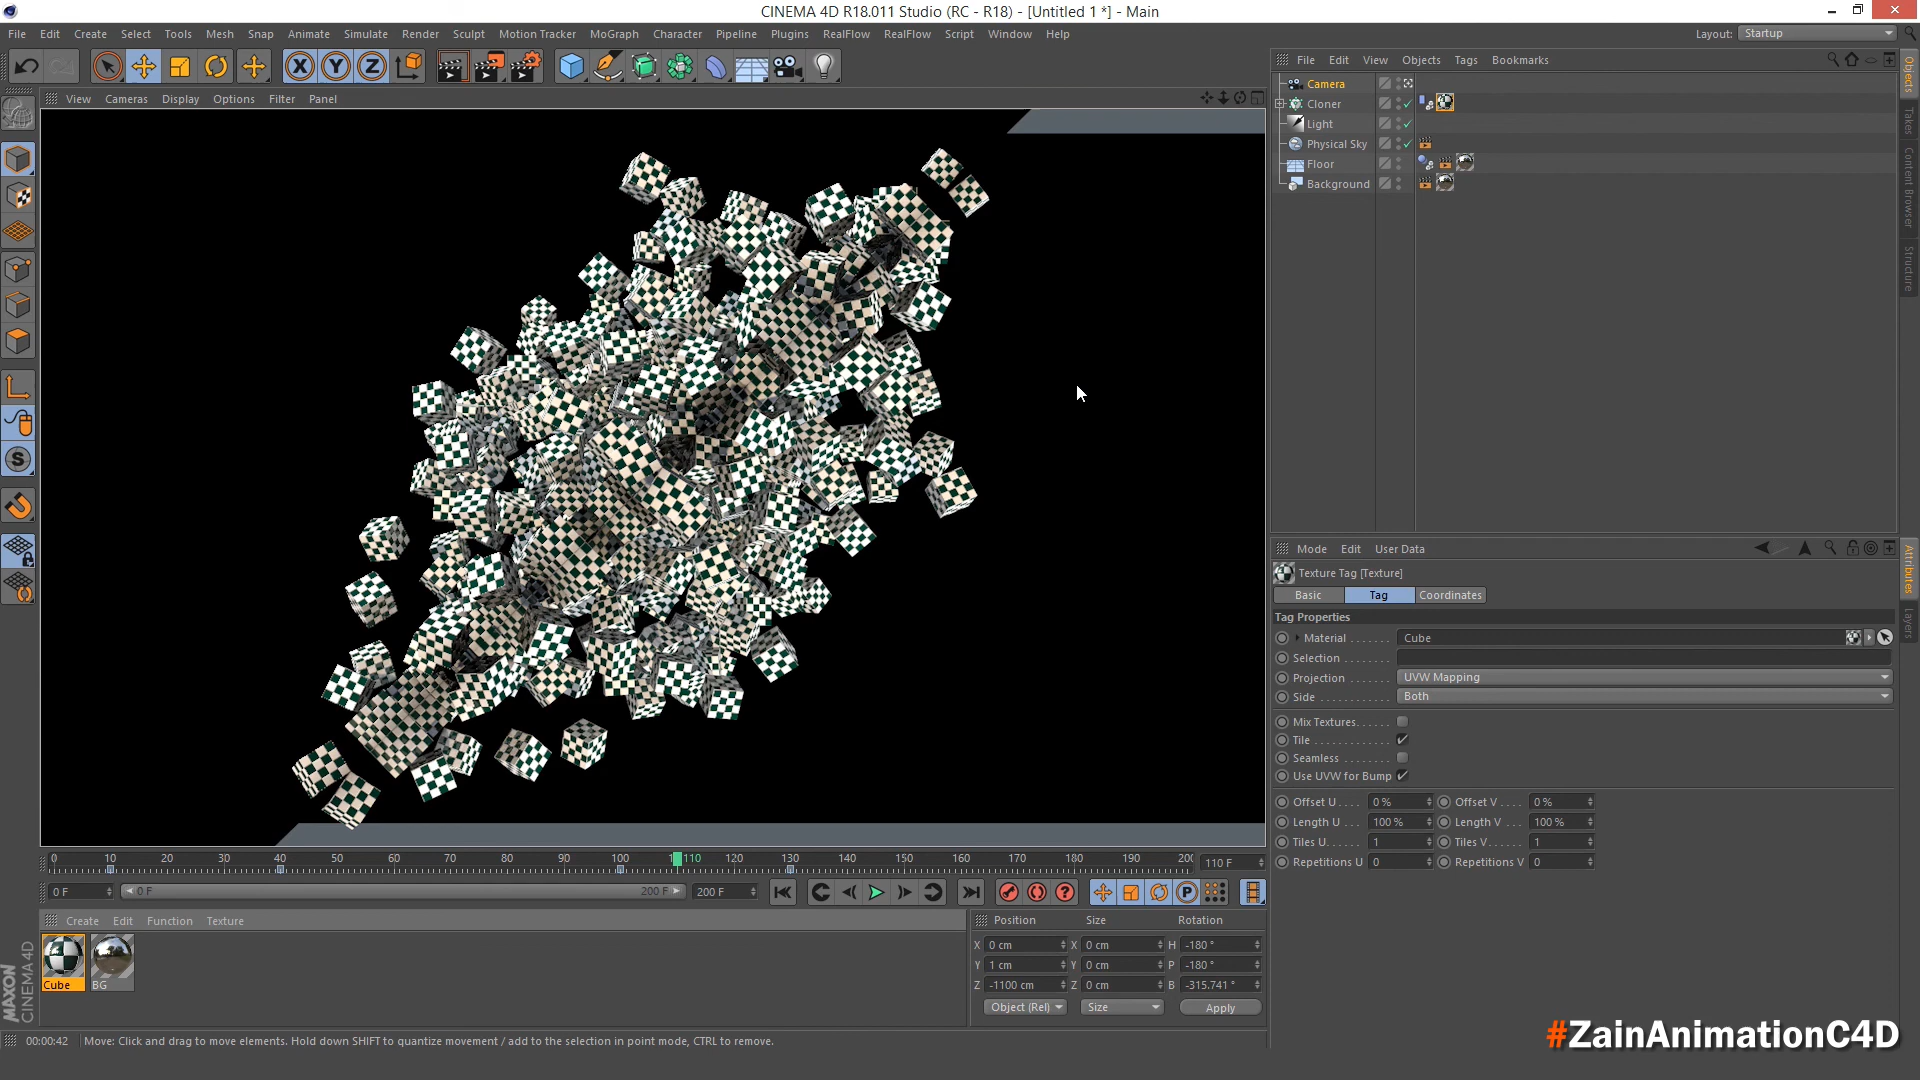 CINEMA 4D R18.011 Studio (RC - R18) - [Untitled 1 *] - Main
File Edit Create Select Tools Mesh Snap Animate Simulate Render Sculpt Motion Tracker MoGraph Character Pipeline Plugins RealFlow RealFlow Script Window Help
Layout: Startup
File Edit View Objects Tags Bookmarks
View Cameras Display Options Filter Panel
Camera
Cloner
Light
Physical Sky
Floor
Background
Objects
Takes
Content Browser
Structure
Mode Edit User Data
Texture Tag [Texture]
Basic Tag Coordinates
Tag Properties
Material Cube
Selection
Projection UVW Mapping
Side Both
Mix Textures
Tile
Seamless
Use UVW for Bump
Offset U 0 % Offset V 0 %
Length U 100 % Length V 100 %
Tiles U 1 Tiles V 1
Repetitions U 0 Repetitions V 0
Attributes
Layers
0 10 20 30 40 50 60 70 80 90 100 110 120 130 140 150 160 170 180 190 200 110 F
0 F 0 F 200 F 200 F
Create Edit Function Texture
Cube BG
Position Size Rotation
X 0 cm X 0 cm H -180 °
Y 1 cm Y 0 cm P -180 °
Z -1100 cm Z 0 cm B -315.741 °
Object (Rel) Size Apply
MAXON
CINEMA 4D
00:00:42 Move: Click and drag to move elements. Hold down SHIFT to quantize movement / add to the selection in point mode, CTRL to remove.
#ZainAnimationC4D